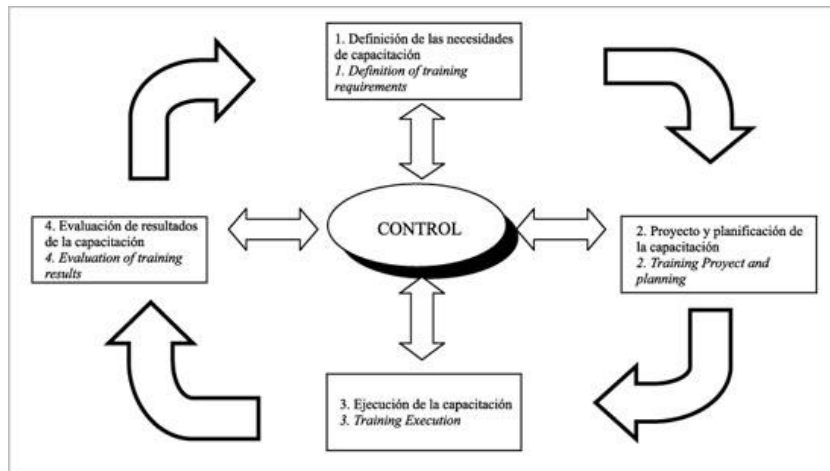 1. Definición de las necesidades
de capacitación
1. Definition of training
requirements
4. Evaluación de resultados
de la capacitación
4. Evaluation of training
results
CONTROL
2. Proyecto y planificación de
la capacitación
2. Training Proyect and
planning
3. Ejecución de la capacitación
3. Training Execution